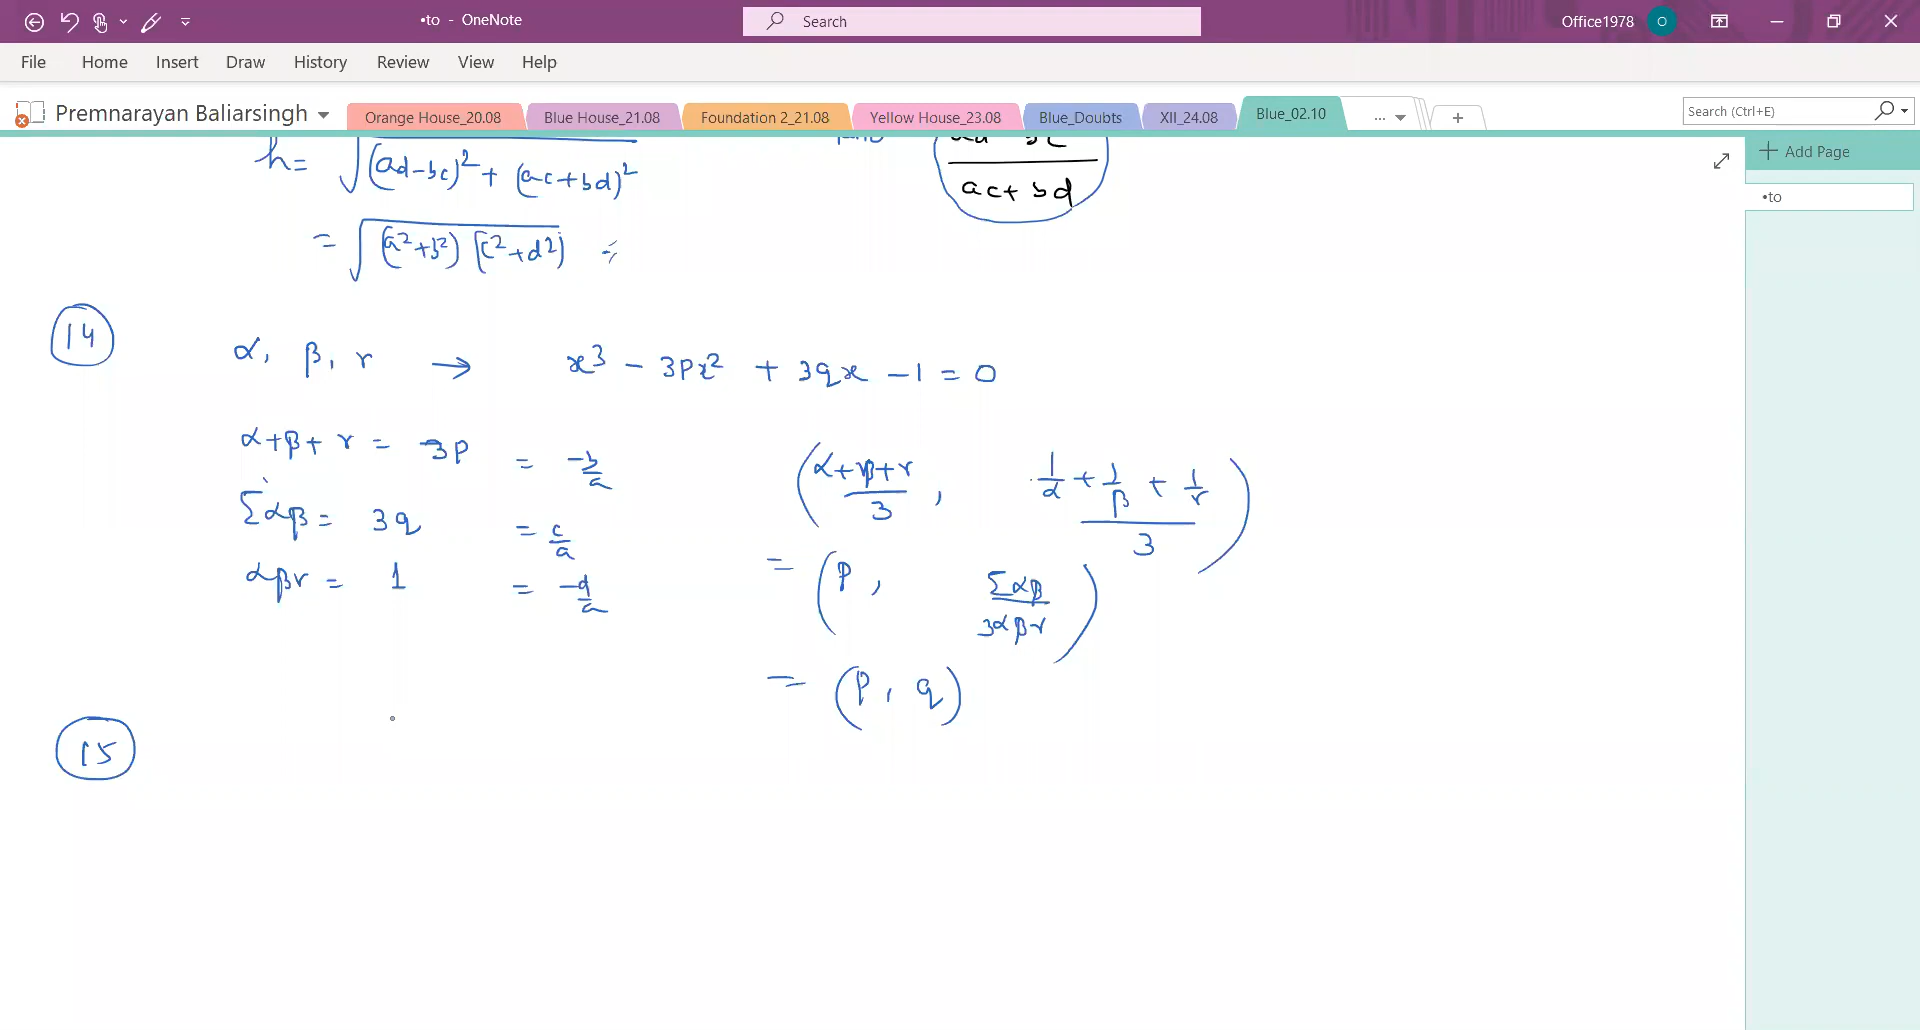 •to - OneNote
Search
Office1978
O
File Home Insert Draw History Review View Help
Premnarayan Baliarsingh
Orange House_20.08 Blue House_21.08 Foundation 2_21.08 Yellow House_23.08 Blue_Doubts XII_24.08 Blue_02.10 ... +
Search (Ctrl+E)
+ Add Page
•to
h = √(ad-bc)² + (ac+bd)²
ac+bd
= √(a²+b²) (c²+d²)
14
α, β, r → x³ - 3px² + 3qx - 1 = 0
α+β+r = 3p = -b/a
(α+β+r/3, 1/α + 1/β + 1/r/3)
Σαβ = 3q = c/a
= (p, Σαβ/3αβr)
αβr = 1 = -d/a
= (p, q)
15